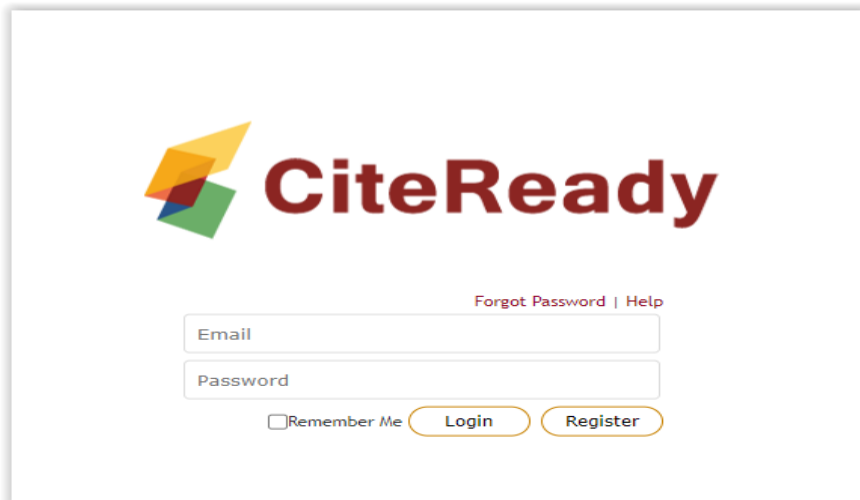 CiteReady
Forgot Password | Help
Email
Password
Remember Me Login Register